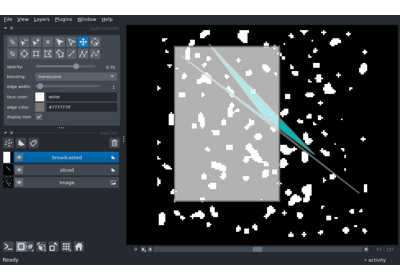 File View Layers Plugins Window Help
opacity: 0.70
blending: translucent
edge width: 1
face color: white
edge color: #777777ff
display text:
broadcasted
sliced
image
Ready
activity